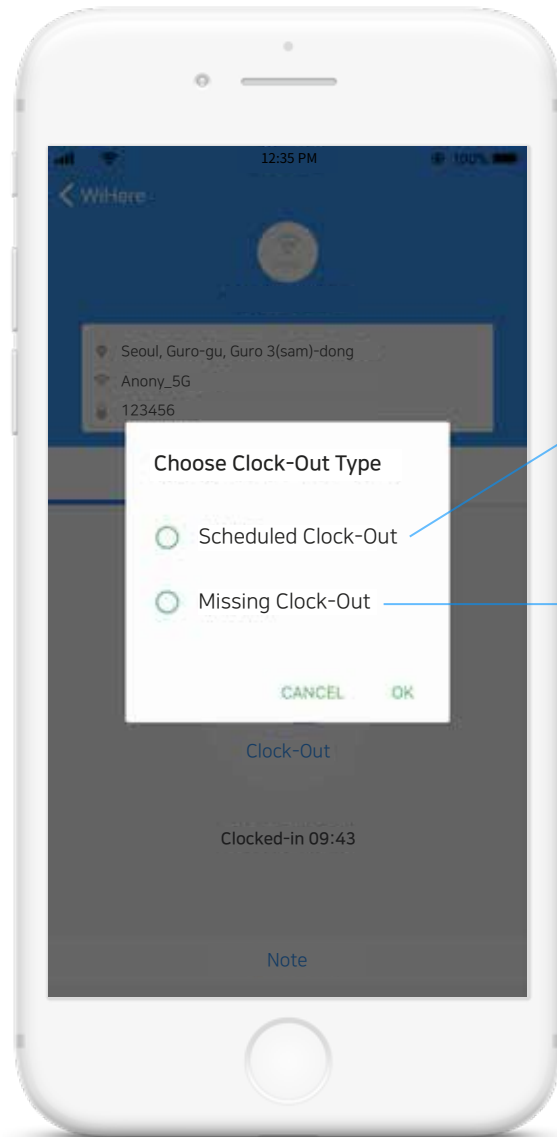 12:35 PM
100%
WiHere
Seoul, Guro-gu, Guro 3(sam)-dong
Anony_5G
123456
Choose Clock-Out Type
Scheduled Clock-Out
Missing Clock-Out
CANCEL OK
Clock-Out
Clocked-in 09:43
Note